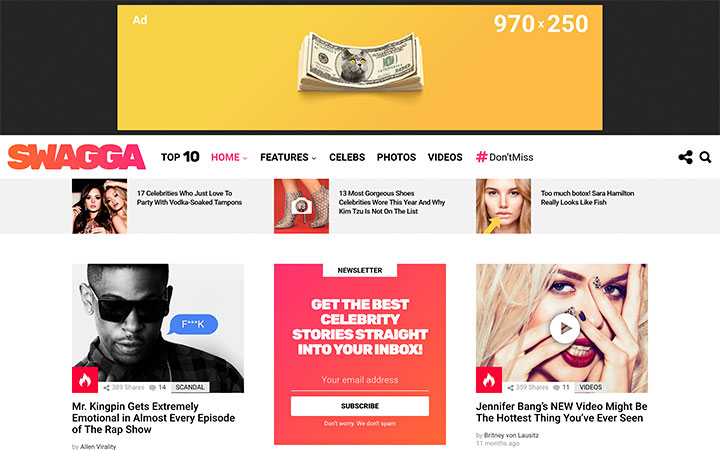 Ad
970 x 250
SWAGGA
TOP 10
HOME
FEATURES
CELEBS
PHOTOS
VIDEOS
#Don'tMiss
17 Celebrities Who Just Love To
Party With Vodka-Soaked Tampons
13 Most Gorgeous Shoes
Celebrities Wore This Year And Why
Kim Tzu Is Not On The List
Too much botox! Sara Hamilton
Really Looks Like Fish
F***K
389 Shares
14
SCANDAL
Mr. Kingpin Gets Extremely
Emotional in Almost Every Episode
of The Rap Show
by Allen Virality
NEWSLETTER
GET THE BEST
CELEBRITY
STORIES STRAIGHT
INTO YOUR INBOX!
Your email address
SUBSCRIBE
Don't worry. We don't spam
359 Shares
11
VIDEOS
Jennifer Bang's NEW Video Might Be
The Hottest Thing You've Ever Seen
by Britney von Lausitz
11 months ago